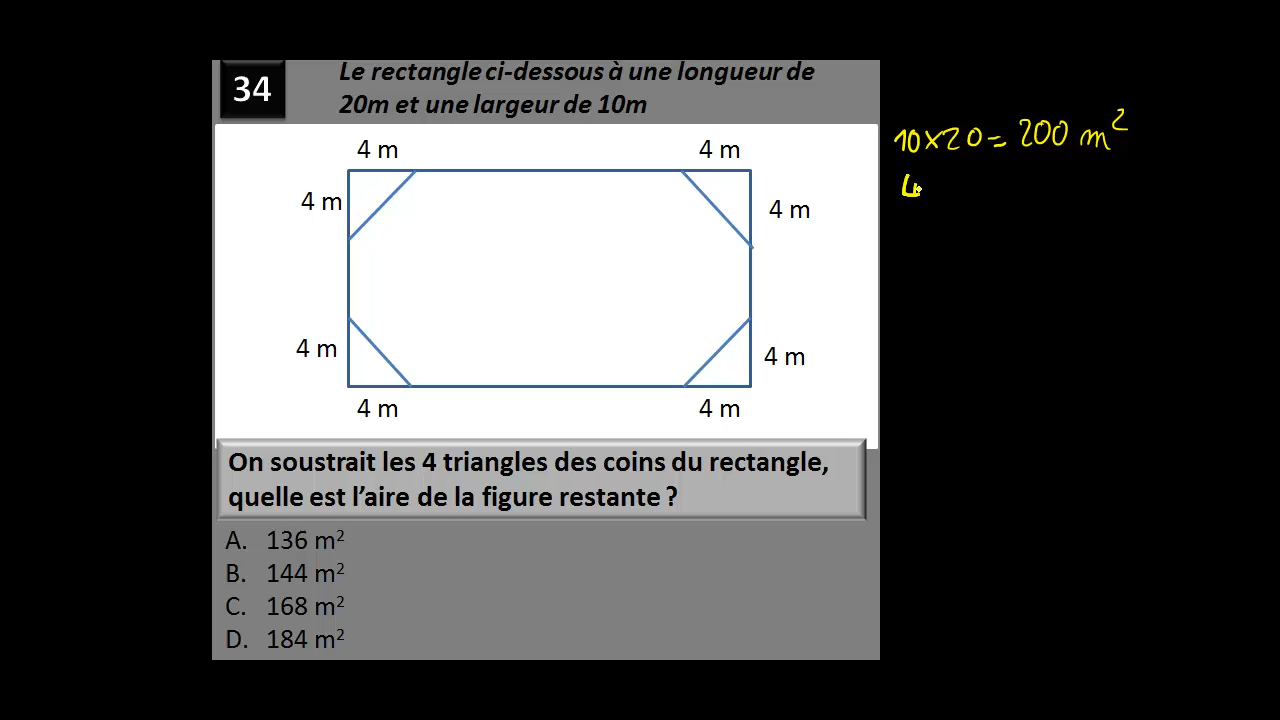 34
Le rectangle ci-dessous à une longueur de
20m et une largeur de 10m
4 m 4 m
4 m 4 m
4 m 4 m
4 m 4 m
On soustrait les 4 triangles des coins du rectangle,
quelle est l’aire de la figure restante ?
A. 136 m²
B. 144 m²
C. 168 m²
D. 184 m²
10×20=200 m²
4